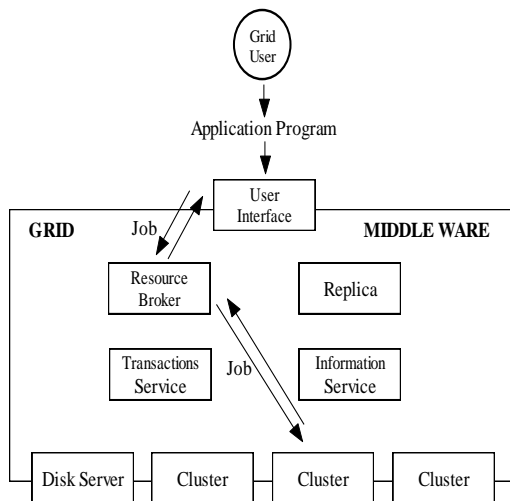 Grid
User
Application Program
User
Interface
GRID
Job
MIDDLE WARE
Resource
Broker
Replica
Transactions
Service
Job
Information
Service
Disk Server
Cluster
Cluster
Cluster